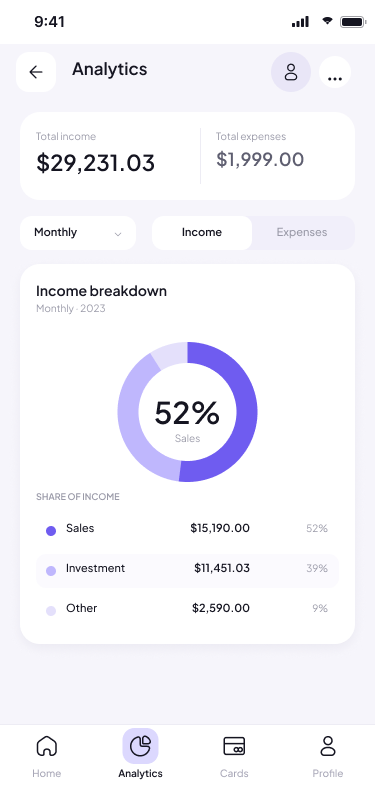 9:41
Analytics
...
Total income
Total expenses
$29,231.03
$1,999.00
Monthly
Income
Expenses
Income breakdown
Monthly · 2023
52%
Sales
SHARE OF INCOME
Sales $15,190.00 52%
Investment $11,451.03 39%
Other $2,590.00 9%
Home
Analytics
Cards
Profile